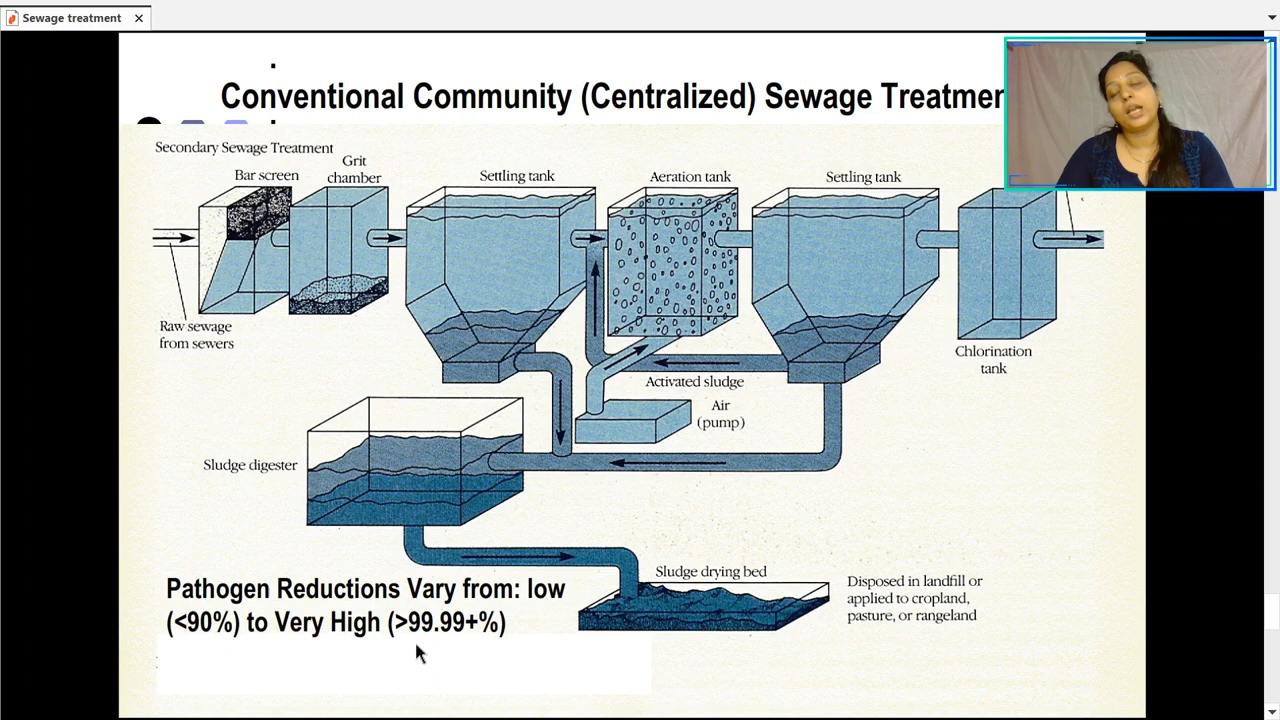 Sewage treatment
Conventional Community (Centralized) Sewage
Secondary Sewage Treatment
Bar screen
Grit
chamber
Settling tank
Aeration tank
Settling tank
Raw sewage
from sewers
Chlorination
tank
Activated sludge
Air
(pump)
Sludge digester
Sludge drying bed
Disposed in landfill or
applied to cropland,
pasture, or rangeland
Pathogen Reductions Vary from: low
(<90%) to Very High (>99.99+%)